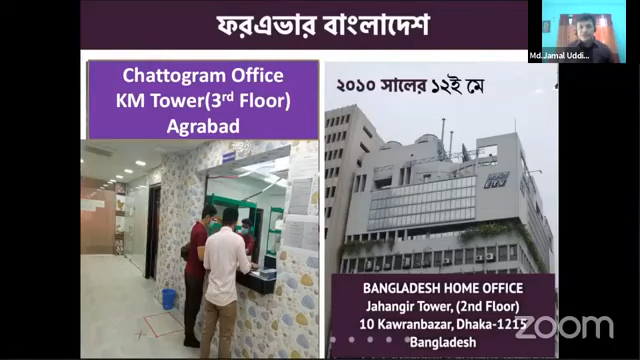 ফরএভার বাংলাদেশ
Md.Jamal Uddi...
Chattogram Office
KM Tower(3rd Floor)
Agrabad
২০১০ সালের ১২ই মে
BANGLADESH HOME OFFICE
Jahangir Tower, (2nd Floor)
10 Kawranbazar, Dhaka-1215
Bangladesh
zoom